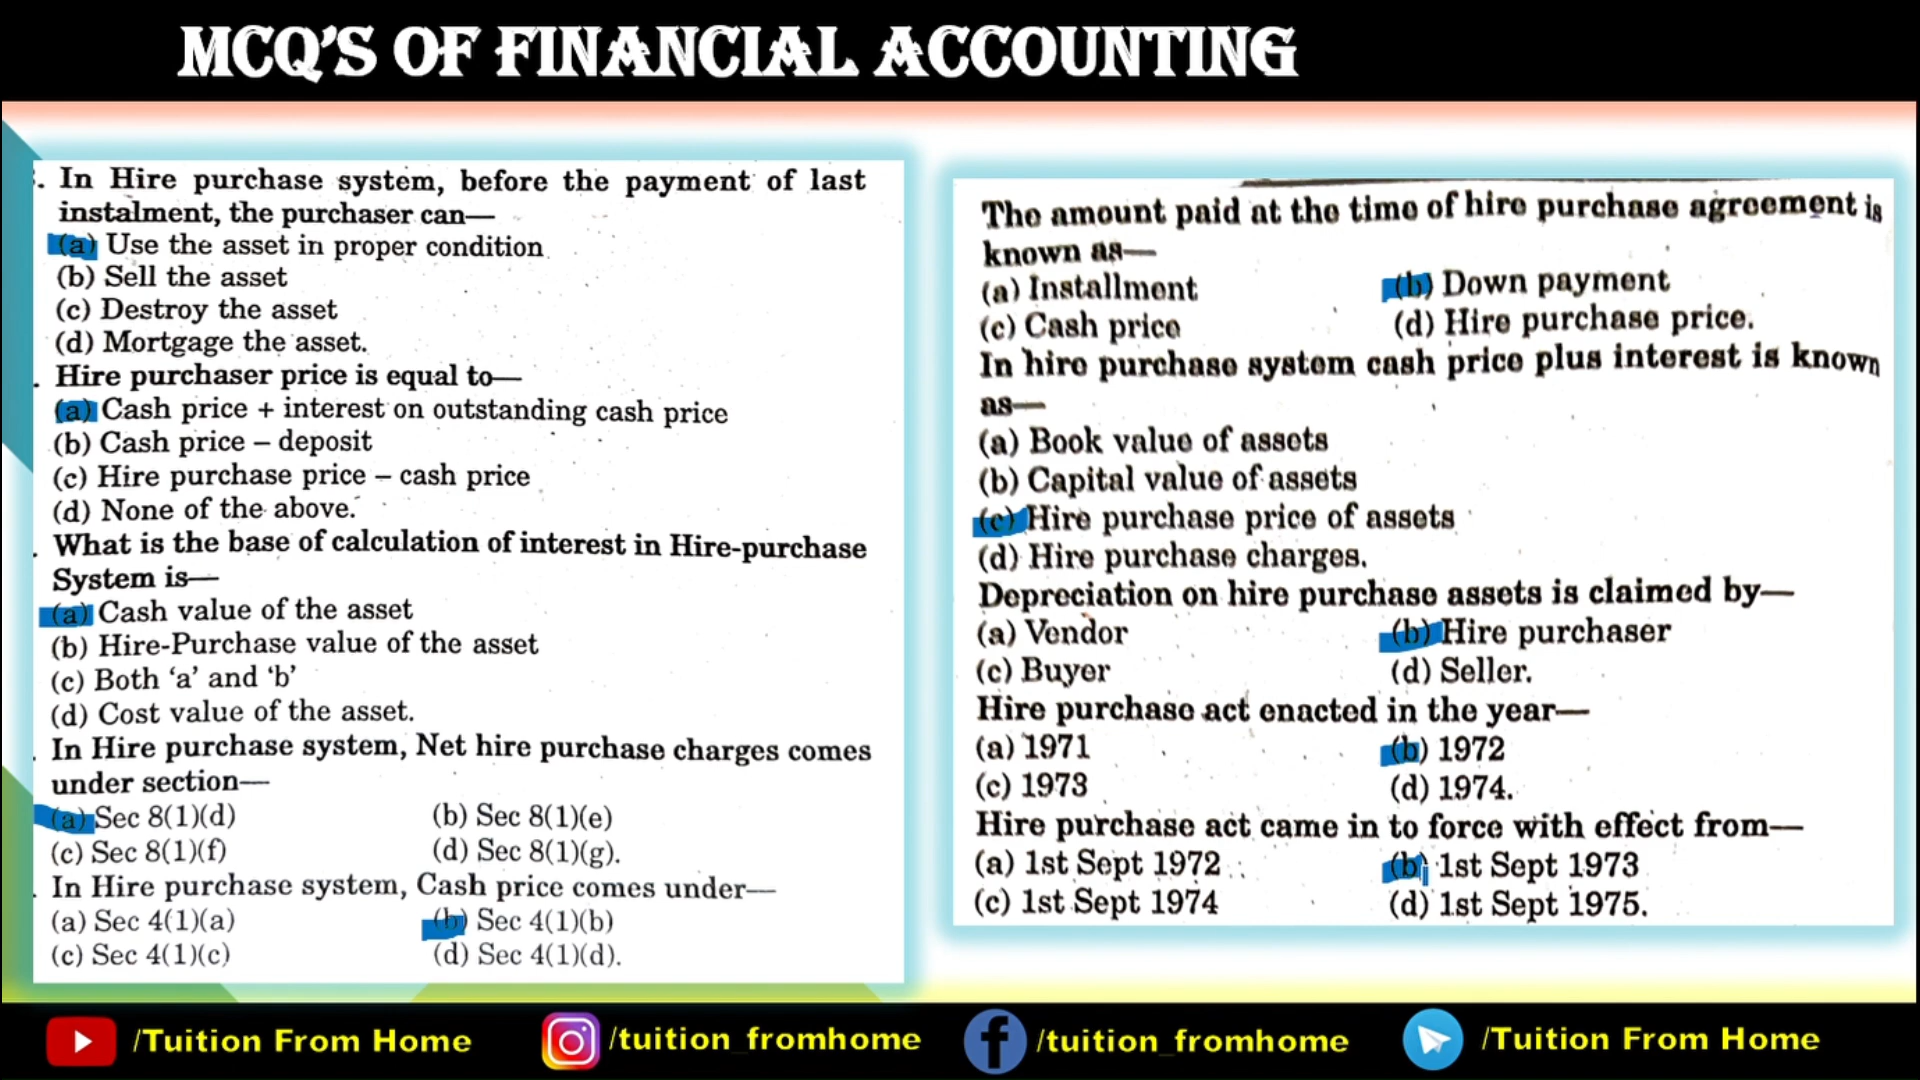 MCQ'S OF FINANCIAL ACCOUNTING
. In Hire purchase system, before the payment of last
instalment, the purchaser can—
(a) Use the asset in proper condition
(b) Sell the asset
(c) Destroy the asset
(d) Mortgage the asset.
. Hire purchaser price is equal to—
(a) Cash price + interest on outstanding cash price
(b) Cash price – deposit
(c) Hire purchase price – cash price
(d) None of the above.
. What is the base of calculation of interest in Hire-purchase
System is—
(a) Cash value of the asset
(b) Hire-Purchase value of the asset
(c) Both ‘a’ and ‘b’
(d) Cost value of the asset.
. In Hire purchase system, Net hire purchase charges comes
under section—
(a) Sec 8(1)(d) (b) Sec 8(1)(e)
(c) Sec 8(1)(f) (d) Sec 8(1)(g).
. In Hire purchase system, Cash price comes under—
(a) Sec 4(1)(a) (b) Sec 4(1)(b)
(c) Sec 4(1)(c) (d) Sec 4(1)(d).
The amount paid at the time of hire purchase agreement is
known as—
(a) Installment (b) Down payment
(c) Cash price (d) Hire purchase price.
In hire purchase system cash price plus interest is known
as—
(a) Book value of assets
(b) Capital value of assets
(c) Hire purchase price of assets
(d) Hire purchase charges.
Depreciation on hire purchase assets is claimed by—
(a) Vendor (b) Hire purchaser
(c) Buyer (d) Seller.
Hire purchase act enacted in the year—
(a) 1971 (b) 1972
(c) 1973 (d) 1974.
Hire purchase act came in to force with effect from—
(a) 1st Sept 1972 (b) 1st Sept 1973
(c) 1st Sept 1974 (d) 1st Sept 1975.
/Tuition From Home /tuition_fromhome /tuition_fromhome /Tuition From Home